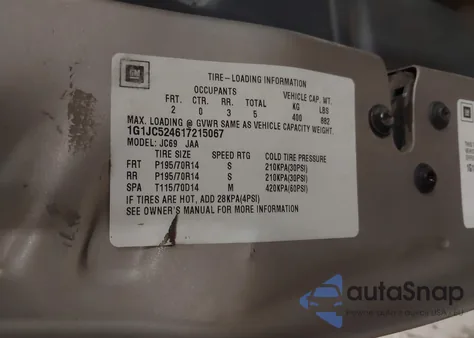 GM
TIRE-LOADING INFORMATION
OCCUPANTS VEHICLE CAP. WT.
FRT. CTR. RR. TOTAL KG LBS
2 0 3 5 400 882
MAX. LOADING @ GVWR SAME AS VEHICLE CAPACITY WEIGHT.
1G1JC524617215067
MODEL: JC69 JAA
TIRE SIZE SPEED RTG COLD TIRE PRESSURE
FRT P195/70R14 S 210KPA(30PSI)
RR P195/70R14 S 210KPA(30PSI)
SPA T115/70D14 M 420KPA(60PSI)
IF TIRES ARE HOT, ADD 28KPA(4PSI)
SEE OWNER'S MANUAL FOR MORE INFORMATION
GM
autoSnap